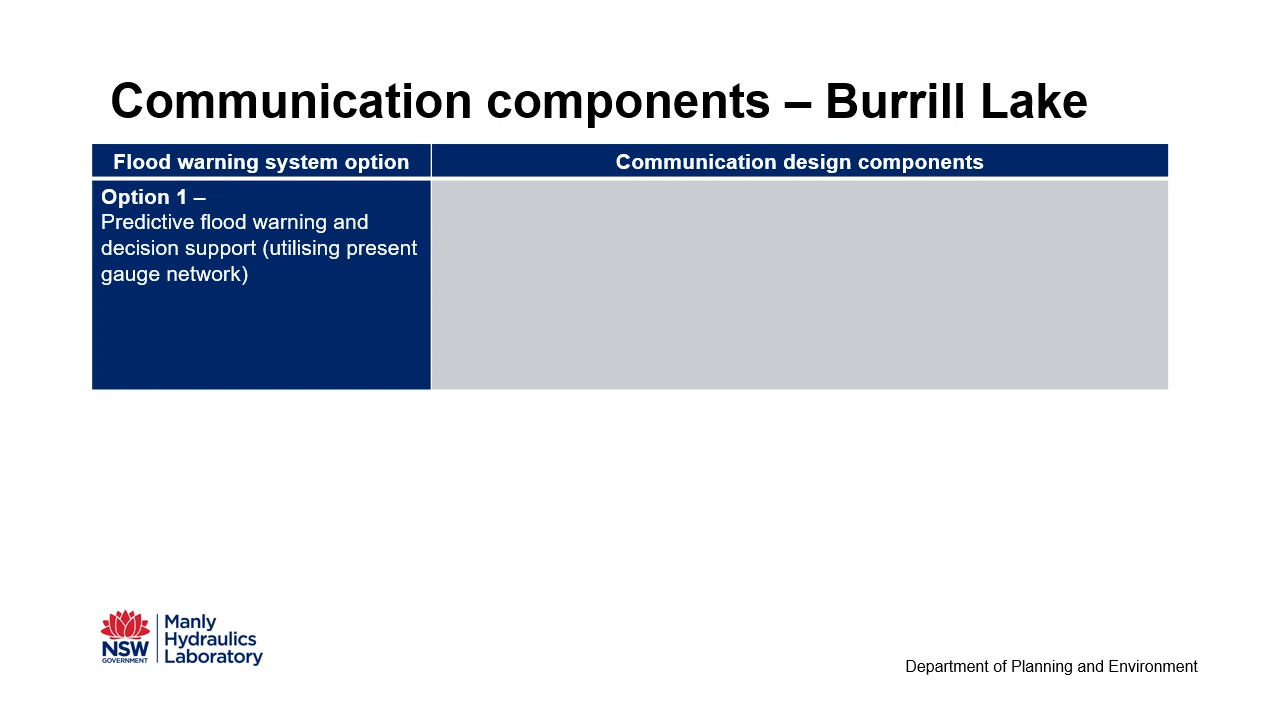 Communication components – Burrill Lake
Flood warning system option
Communication design components
Option 1 –
Predictive flood warning and
decision support (utilising present
gauge network)
NSW
GOVERNMENT
Manly
Hydraulics
Laboratory
Department of Planning and Environment